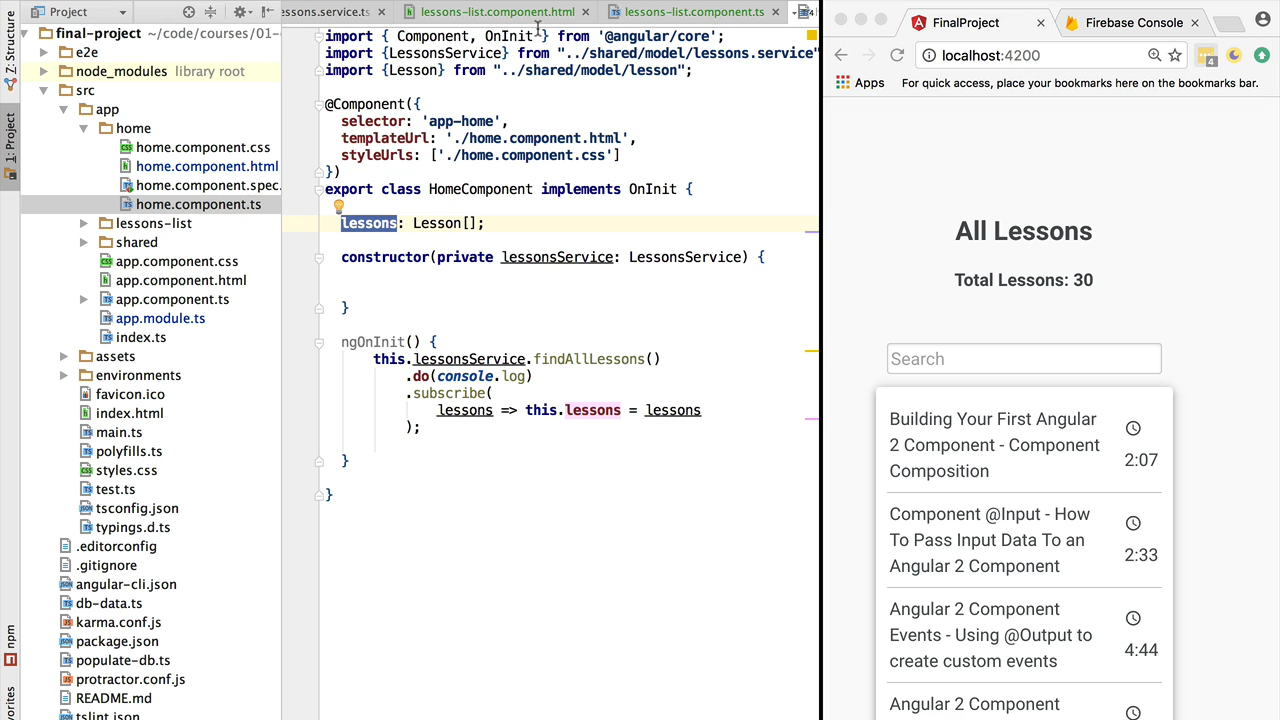 Project
essons.service.ts
lessons-list.component.html
lessons-list.component.ts
4
Z: Structure
1: Project
npm
vorites
final-project ~/code/courses/01-
e2e
node_modules library root
src
app
home
home.component.css
home.component.html
home.component.spec.
home.component.ts
lessons-list
shared
app.component.css
app.component.html
app.component.ts
app.module.ts
index.ts
assets
environments
favicon.ico
index.html
main.ts
polyfills.ts
styles.css
test.ts
tsconfig.json
typings.d.ts
.editorconfig
.gitignore
angular-cli.json
db-data.ts
karma.conf.js
package.json
populate-db.ts
protractor.conf.js
README.md
tslint.json
import { Component, OnInit } from '@angular/core';
import {LessonsService} from "../shared/model/lessons.service"
import {Lesson} from "../shared/model/lesson";
@Component({
selector: 'app-home',
templateUrl: './home.component.html',
styleUrls: ['./home.component.css']
})
export class HomeComponent implements OnInit {
lessons: Lesson[];
constructor(private lessonsService: LessonsService) {
}
ngOnInit() {
this.lessonsService.findAllLessons()
.do(console.log)
.subscribe(
lessons => this.lessons = lessons
);
}
}
FinalProject
Firebase Console
localhost:4200
4
Apps
For quick access, place your bookmarks here on the bookmarks bar.
All Lessons
Total Lessons: 30
Search
Building Your First Angular
2 Component - Component
Composition
2:07
Component @Input - How
To Pass Input Data To an
Angular 2 Component
2:33
Angular 2 Component
Events - Using @Output to
create custom events
4:44
Angular 2 Component